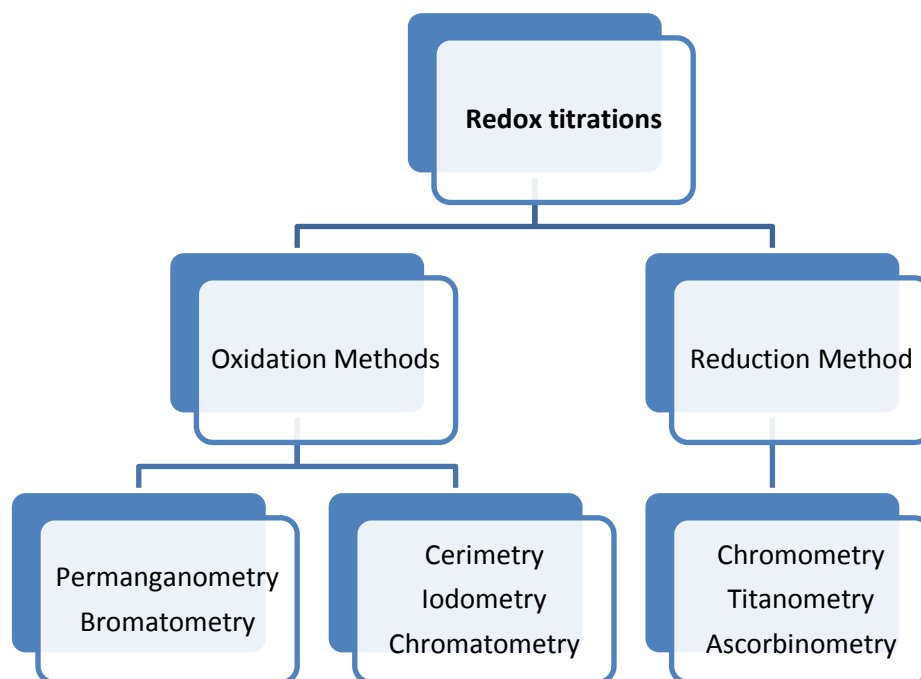 Redox titrations
Oxidation Methods
Reduction Method
Permanganometry
Bromatometry
Cerimetry
Iodometry
Chromatometry
Chromometry
Titanometry
Ascorbinometry